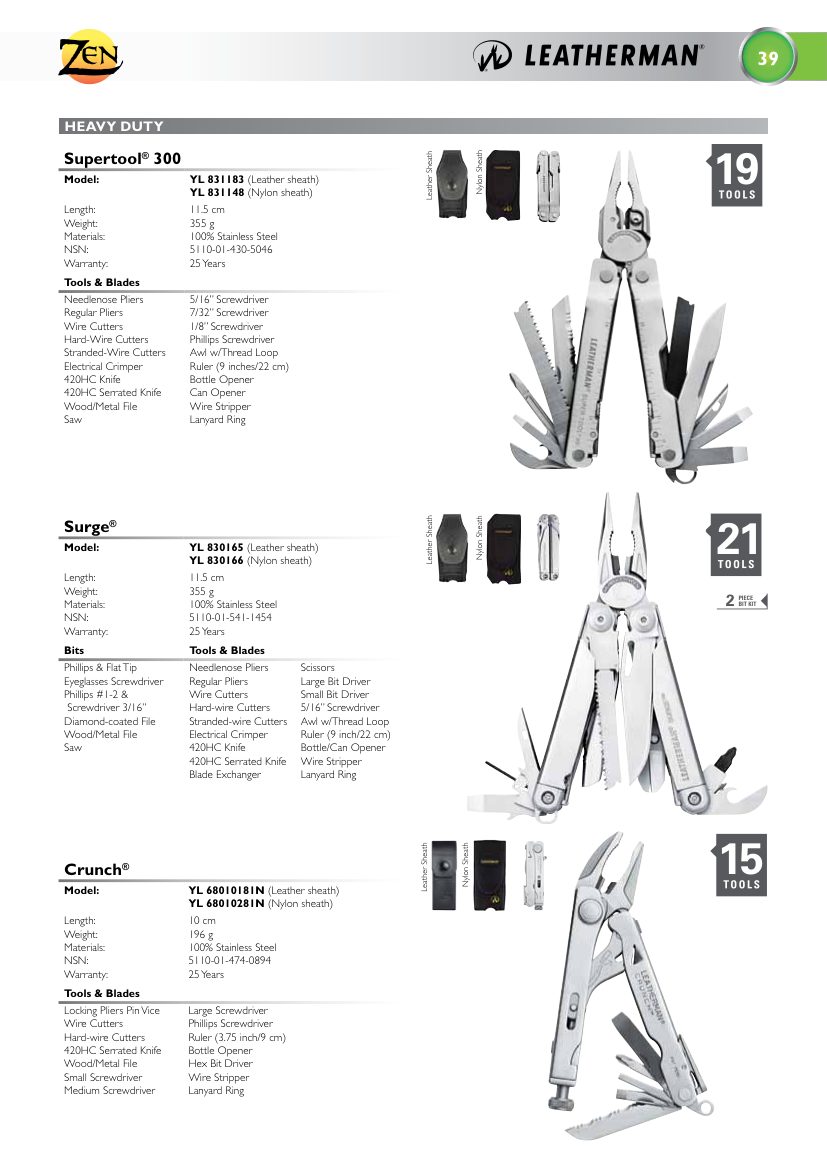 ZEN
LEATHERMAN®
39
HEAVY DUTY
Supertool® 300
Model: YL 831183 (Leather sheath)
YL 831148 (Nylon sheath)
Length: 11.5 cm
Weight: 355 g
Materials: 100% Stainless Steel
NSN: 5110-01-430-5046
Warranty: 25 Years
Tools & Blades
Needlenose Pliers 5/16” Screwdriver
Regular Pliers 7/32” Screwdriver
Wire Cutters 1/8” Screwdriver
Hard-Wire Cutters Phillips Screwdriver
Stranded-Wire Cutters Awl w/Thread Loop
Electrical Crimper Ruler (9 inches/22 cm)
420HC Knife Bottle Opener
420HC Serrated Knife Can Opener
Wood/Metal File Wire Stripper
Saw Lanyard Ring
Leather Sheath
Nylon Sheath
19
TOOLS
LEATHERMAN® SUPER TOOL® 300
Surge®
Model: YL 830165 (Leather sheath)
YL 830166 (Nylon sheath)
Length: 11.5 cm
Weight: 355 g
Materials: 100% Stainless Steel
NSN: 5110-01-541-1454
Warranty: 25 Years
Bits Tools & Blades
Phillips & Flat Tip Needlenose Pliers Scissors
Eyeglasses Screwdriver Regular Pliers Large Bit Driver
Phillips #1-2 & Wire Cutters Small Bit Driver
Screwdriver 3/16” Hard-wire Cutters 5/16” Screwdriver
Diamond-coated File Stranded-wire Cutters Awl w/Thread Loop
Wood/Metal File Electrical Crimper Ruler (9 inch/22 cm)
Saw 420HC Knife Bottle/Can Opener
420HC Serrated Knife Wire Stripper
Blade Exchanger Lanyard Ring
Leather Sheath
Nylon Sheath
21
TOOLS
2 PIECE
BIT KIT
LEATHERMAN® SURGE®
Crunch®
Model: YL 68010181N (Leather sheath)
YL 68010281N (Nylon sheath)
Length: 10 cm
Weight: 196 g
Materials: 100% Stainless Steel
NSN: 5110-01-474-0894
Warranty: 25 Years
Tools & Blades
Locking Pliers Pin Vice Large Screwdriver
Wire Cutters Phillips Screwdriver
Hard-wire Cutters Ruler (3.75 inch/9 cm)
420HC Serrated Knife Bottle Opener
Wood/Metal File Hex Bit Driver
Small Screwdriver Wire Stripper
Medium Screwdriver Lanyard Ring
Leather Sheath
Nylon Sheath
15
TOOLS
LEATHERMAN®
CRUNCH™